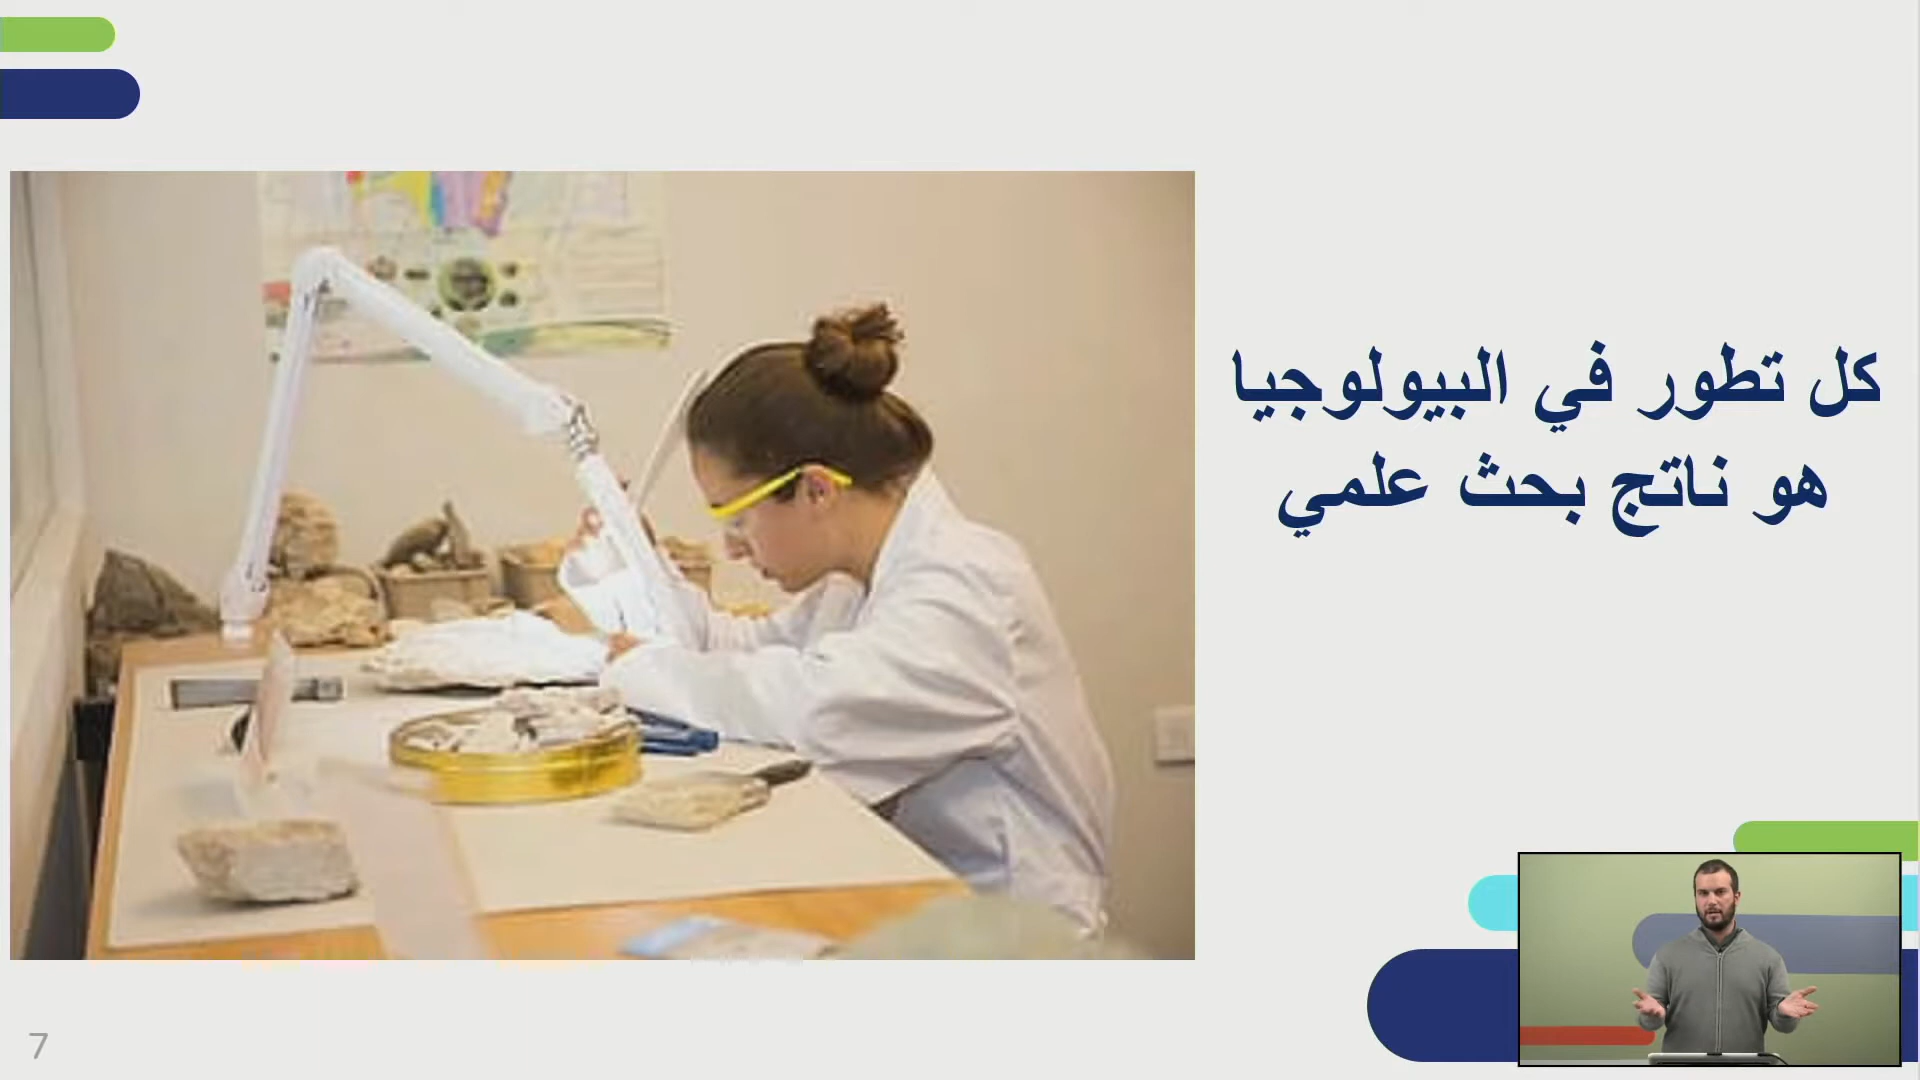 كل تطور في البيولوجيا
هو ناتج بحث علمي
7